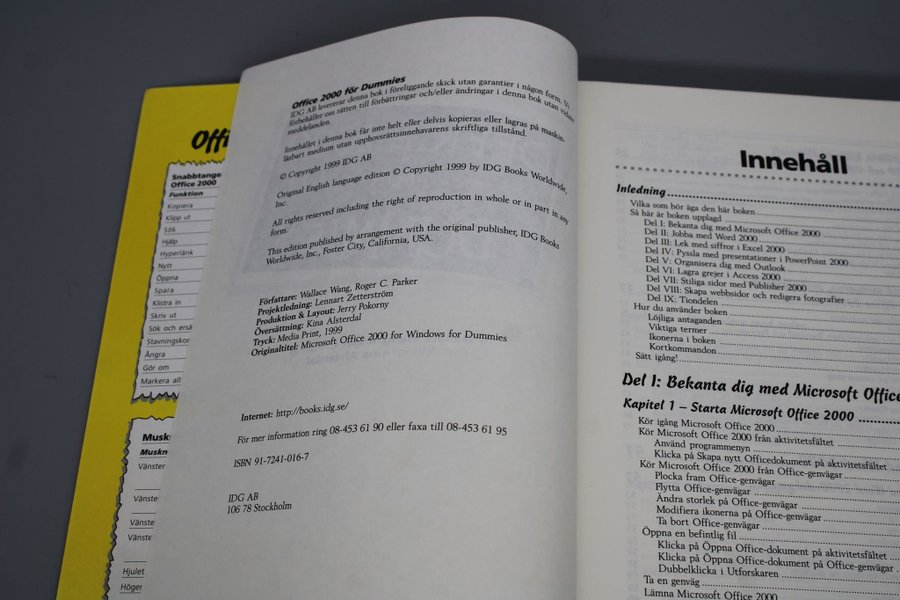 Offi
Snabbtange
Office 2000
Funktion
Kopiera
Klipp ut
Sök
Hjälp
Hyperlänk
Nytt
Öppna
Spara
Klistra in
Skriv ut
Sök och ersä
Stavningskor
Ångra
Gör om
Markera all
Musk
Muskn
Vänster
Vänster
Vänste
Vänste
Hjulet
Höger
Office 2000 för Dummies
IDG AB levererar denna bok i föreliggande skick utan garantier i någon form. Vi
förbehåller oss rätten till förbättringar och/eller ändringar i denna bok utan vidare
meddelanden.
Innehållet i denna bok får inte helt eller delvis kopieras eller lagras på maskin-
läsbart medium utan upphovsrättsinnehavarens skriftliga tillstånd.
© Copyright 1999 IDG AB
Original English language edition © Copyright 1999 by IDG Books Worldwide,
Inc.
All rights reserved including the right of reproduction in whole or in part in any
form.
This edition published by arrangement with the original publisher, IDG Books
Worldwide, Inc., Foster City, California, USA.
Författare: Wallace Wang, Roger C. Parker
Projektledning: Lennart Zetterström
Produktion & Layout: Jerry Pokorny
Översättning: Kina Alsterdal
Tryck: Media Print, 1999
Originaltitel: Microsoft Office 2000 for Windows for Dummies
Internet: http://books.idg.se/
För mer information ring 08-453 61 90 eller faxa till 08-453 61 95
ISBN 91-7241-016-7
IDG AB
106 78 Stockholm
Innehåll
Inledning
Vilka som bör äga den här boken
Så här är boken upplagd
Del I: Bekanta dig med Microsoft Office 2000
Del II: Jobba med Word 2000
Del III: Lek med siffror i Excel 2000
Del IV: Pyssla med presentationer i PowerPoint 2000
Del V: Organisera dig med Outlook
Del VI: Lagra grejer i Access 2000
Del VII: Stiliga sidor med Publisher 2000
Del VIII: Skapa webbsidor och redigera fotografier
Del IX: Tiondelen
Hur du använder boken
Löjliga antaganden
Viktiga termer
Ikonerna i boken
Kortkommandon
Sätt igång!
Del I: Bekanta dig med Microsoft Office
Kapitel 1 – Starta Microsoft Office 2000
Kör igång Microsoft Office 2000
Kör Microsoft Office 2000 från aktivitetsfältet
Använd programmenyn
Klicka på Skapa nytt Officedokument på aktivitetsfältet
Kör Microsoft Office 2000 från Office-genvägar
Plocka fram Office-genvägar
Flytta Office-genvägar
Ändra storlek på Office-genvägar
Modifiera ikonerna på Office-genvägar
Ta bort Office-genvägar
Öppna en befintlig fil
Klicka på Öppna Office-dokument på aktivitetsfältet
Klicka på Öppna Office-dokument på Office-genvägar
Dubbelklicka i Utforskaren
Ta en genväg
Lämna Microsoft Office 2000